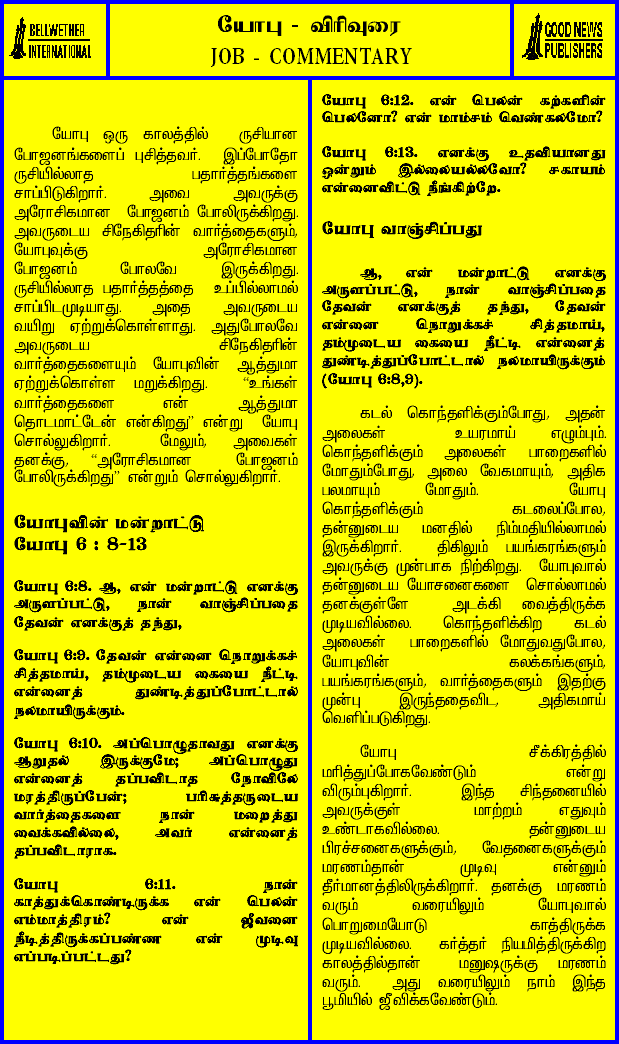 BELLWETHER
INTERNATIONAL
யோபு - விரிவுரை
JOB - COMMENTARY
GOOD NEWS
PUBLISHERS
யோபு ஒரு காலத்தில் ருசியான
போஜனங்களைப் புசித்தவர். இப்போதோ
ருசியில்லாத பதார்த்தங்களை
சாப்பிடுகிறார். அவை அவருக்கு
அரோசிகமான போஜனம் போலிருக்கிறது.
அவருடைய சிநேகிதரின் வார்த்தைகளும்,
யோபுவுக்கு அரோசிகமான
போஜனம் போலவே இருக்கிறது.
ருசியில்லாத பதார்த்தத்தை உப்பில்லாமல்
சாப்பிடமுடியாது. அதை அவருடைய
வயிறு ஏற்றுக்கொள்ளாது. அதுபோலவே
அவருடைய சிநேகிதரின்
வார்த்தைகளையும் யோபுவின் ஆத்துமா
ஏற்றுக்கொள்ள மறுக்கிறது. “உங்கள்
வார்த்தைகளை என் ஆத்துமா
தொடமாட்டேன் என்கிறது” என்று யோபு
சொல்லுகிறார். மேலும், அவைகள்
தனக்கு, “அரோசிகமான போஜனம்
போலிருக்கிறது” என்றும் சொல்லுகிறார்.
யோபுவின் மன்றாட்டு
யோபு 6 : 8-13
யோபு 6:8. ஆ, என் மன்றாட்டு எனக்கு
அருளப்பட்டு, நான் வாஞ்சிப்பதை
தேவன் எனக்குத் தந்து,
யோபு 6:9. தேவன் என்னை நொறுக்கச்
சித்தமாய், தம்முடைய கையை நீட்டி
என்னைத் துண்டித்துப்போட்டால்
நலமாயிருக்கும்.
யோபு 6:10. அப்பொழுதாவது எனக்கு
ஆறுதல் இருக்குமே; அப்பொழுது
என்னைத் தப்பவிடாத நோவிலே
மரத்திருப்பேன்; பரிசுத்தருடைய
வார்த்தைகளை நான் மறைத்து
வைக்கவில்லை, அவர் என்னைத்
தப்பவிடாராக.
யோபு 6:11. நான்
காத்துக்கொண்டிருக்க என் பெலன்
எம்மாத்திரம்? என் ஜீவனை
நீடித்திருக்கப்பண்ண என் முடிவு
எப்படிப்பட்டது?
யோபு 6:12. என் பெலன் கற்களின்
பெலனோ? என் மாம்சம் வெண்கலமோ?
யோபு 6:13. எனக்கு உதவியானது
ஒன்றும் இல்லையல்லவோ? சகாயம்
என்னைவிட்டு நீங்கிற்றே.
யோபு வாஞ்சிப்பது
ஆ, என் மன்றாட்டு எனக்கு
அருளப்பட்டு, நான் வாஞ்சிப்பதை
தேவன் எனக்குத் தந்து, தேவன்
என்னை நொறுக்கச் சித்தமாய்,
தம்முடைய கையை நீட்டி என்னைத்
துண்டித்துப்போட்டால் நலமாயிருக்கும்
(யோபு 6:8,9).
கடல் கொந்தளிக்கும்போது, அதன்
அலைகள் உயரமாய் எழும்பும்.
கொந்தளிக்கும் அலைகள் பாறைகளில்
மோதும்போது, அலை வேகமாயும், அதிக
பலமாயும் மோதும். யோபு
கொந்தளிக்கும் கடலைப்போல,
தன்னுடைய மனதில் நிம்மதியில்லாமல்
இருக்கிறார். திகிலும் பயங்கரங்களும்
அவருக்கு முன்பாக நிற்கிறது. யோபுவால்
தன்னுடைய யோசனைகளை சொல்லாமல்
தனக்குள்ளே அடக்கி வைத்திருக்க
முடியவில்லை. கொந்தளிக்கிற கடல்
அலைகள் பாறைகளில் மோதுவதுபோல,
யோபுவின் கலக்கங்களும்,
பயங்கரங்களும், வார்த்தைகளும் இதற்கு
முன்பு இருந்ததைவிட, அதிகமாய்
வெளிப்படுகிறது.
யோபு சீக்கிரத்தில்
மரித்துப்போகவேண்டும் என்று
விரும்புகிறார். இந்த சிந்தனையில்
அவருக்குள் மாற்றம் எதுவும்
உண்டாகவில்லை. தன்னுடைய
பிரச்சனைகளுக்கும், வேதனைகளுக்கும்
மரணம்தான் முடிவு என்னும்
தீர்மானத்திலிருக்கிறார். தனக்கு மரணம்
வரும் வரையிலும் யோபுவால்
பொறுமையோடு காத்திருக்க
முடியவில்லை. கர்த்தர் நியமித்திருக்கிற
காலத்தில்தான் மனுஷருக்கு மரணம்
வரும். அது வரையிலும் நாம் இந்த
பூமியில் ஜீவிக்கவேண்டும்.